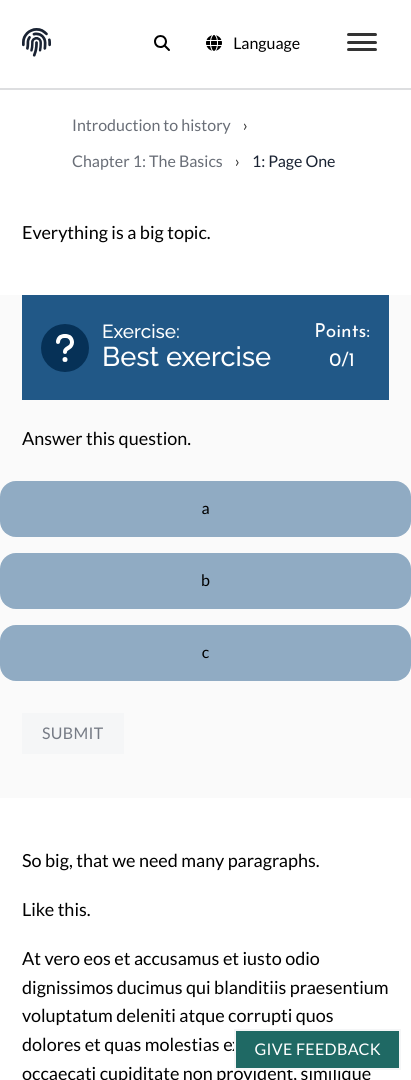 Language
Introduction to history ›
Chapter 1: The Basics › 1: Page One
Everything is a big topic.
?
Exercise:
Best exercise
Points:
0/1
Answer this question.
a
b
c
SUBMIT
So big, that we need many paragraphs.
Like this.
At vero eos et accusamus et iusto odio
dignissimos ducimus qui blanditiis praesentium
voluptatum deleniti atque corrupti quos
dolores et quas molestias
GIVE FEEDBACK
occaecati cupiditate non provident, similique